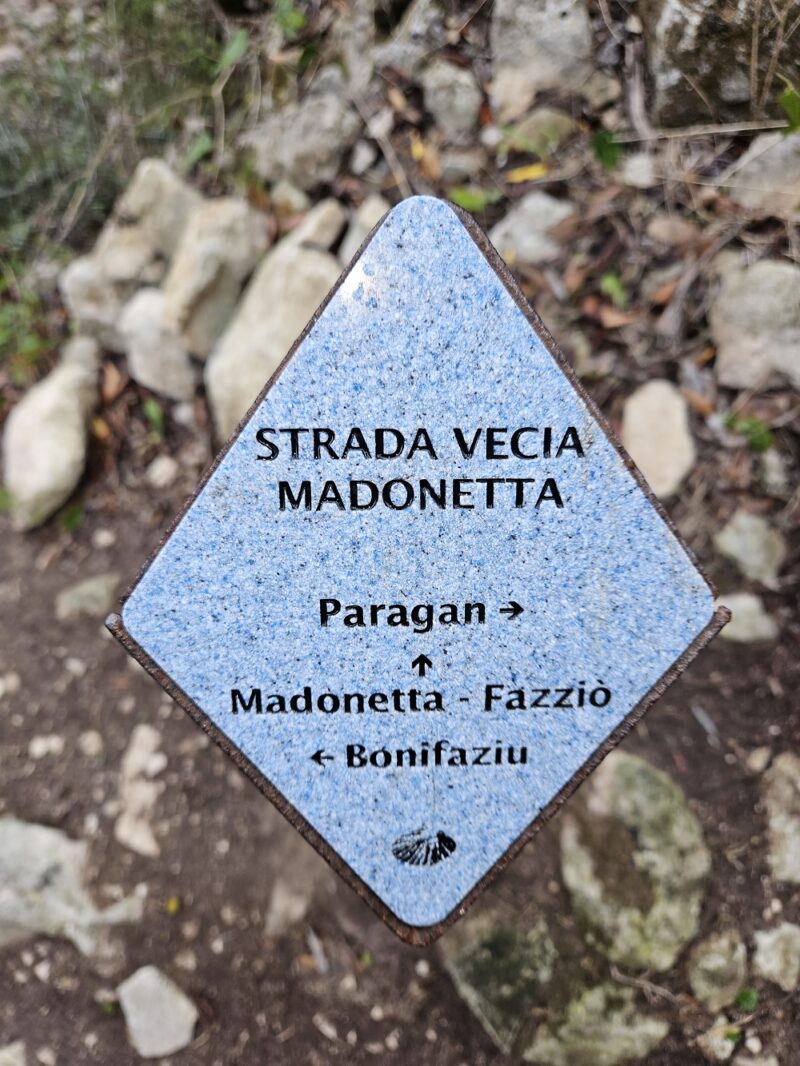 STRADA VECIA
MADONETTA
Paragan →
↑
Madonetta - Fazziò
← Bonifaziu